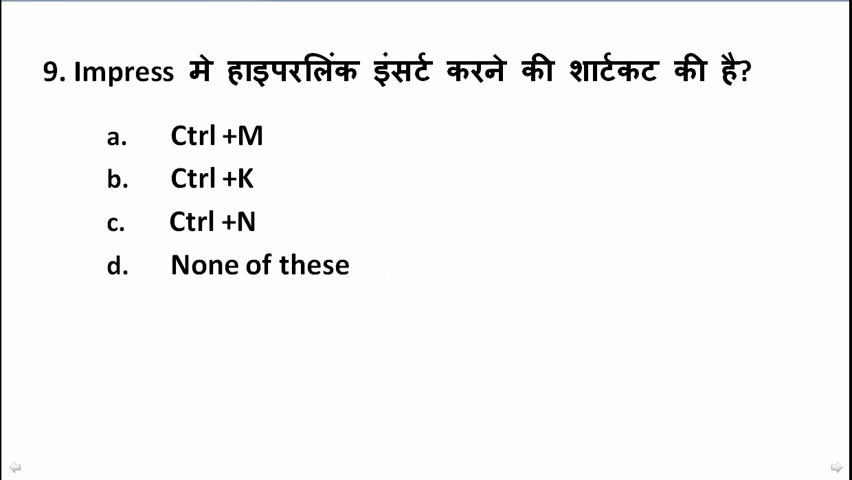 9. Impress मे हाइपरलिंक इंसर्ट करने की शार्टकट की है?
a. Ctrl +M
b. Ctrl +K
c. Ctrl +N
d. None of these